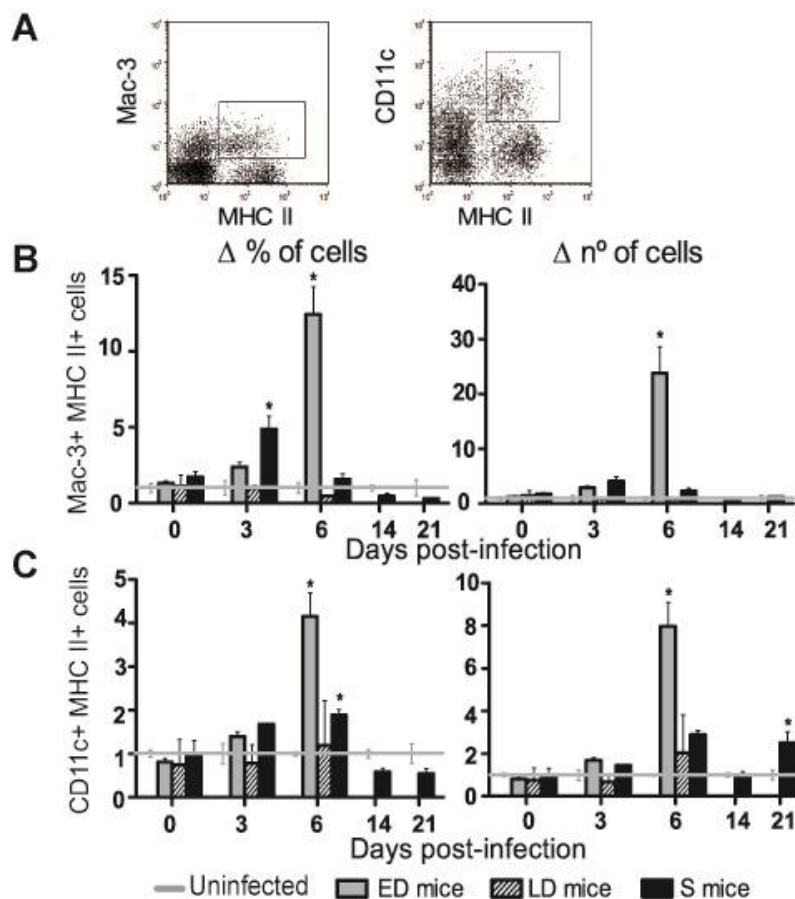 A
Mac-3
MHC II
CD11c
MHC II
Δ % of cells
Δ nº of cells
B
Mac-3+ MHC II+ cells
15
10
5
0
0 3 6 14 21
40
30
20
10
0
0 3 6 14 21
Days post-infection
C
CD11c+ MHC II+ cells
5
4
3
2
1
0
0 3 6 14 21
10
8
6
4
2
0
0 3 6 14 21
Days post-infection
* * * * * * *
Uninfected ED mice LD mice S mice